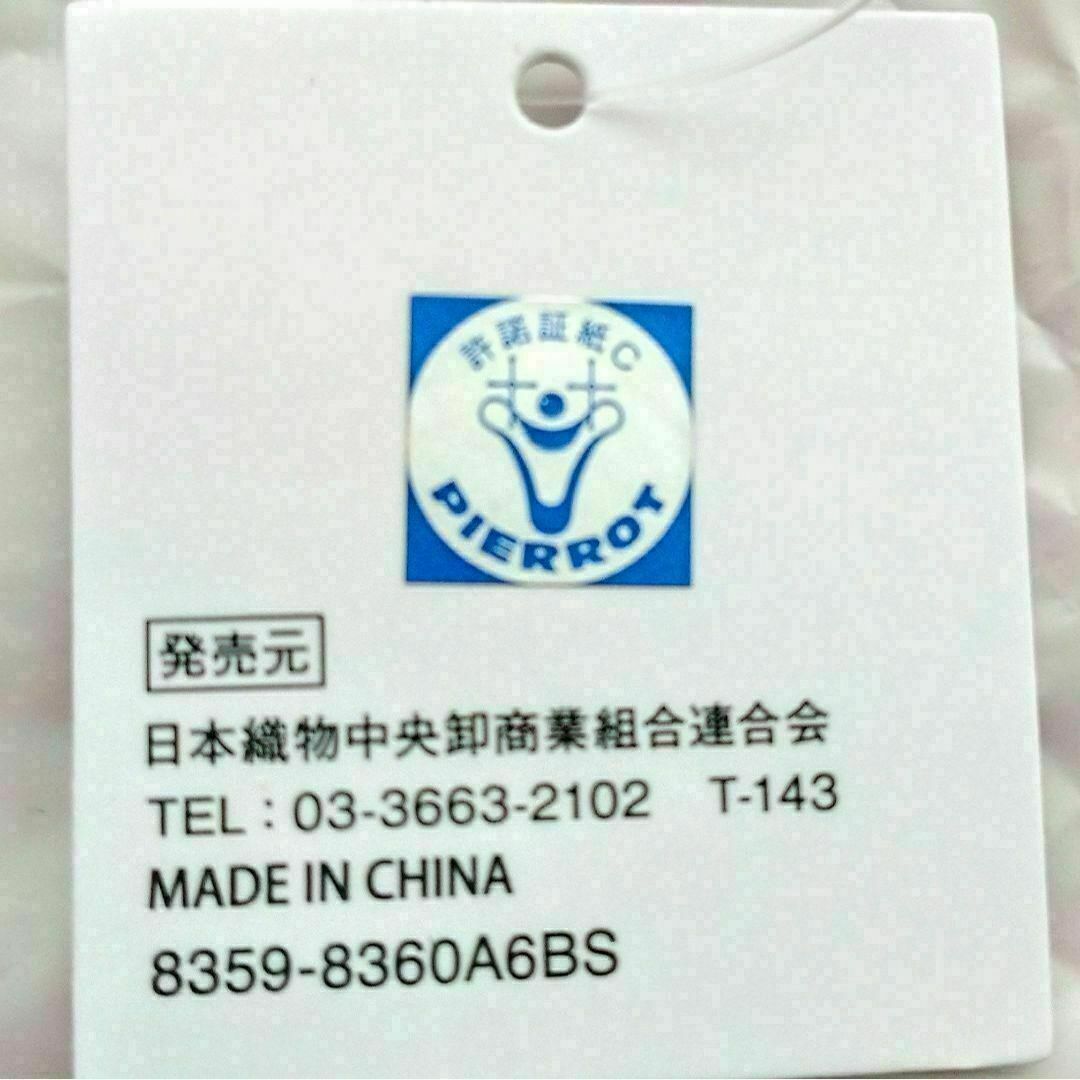 許諾証紙C
PIERROT
発売元
日本織物中央卸商業組合連合会
TEL：03-3663-2102 T-143
MADE IN CHINA
8359-8360A6BS